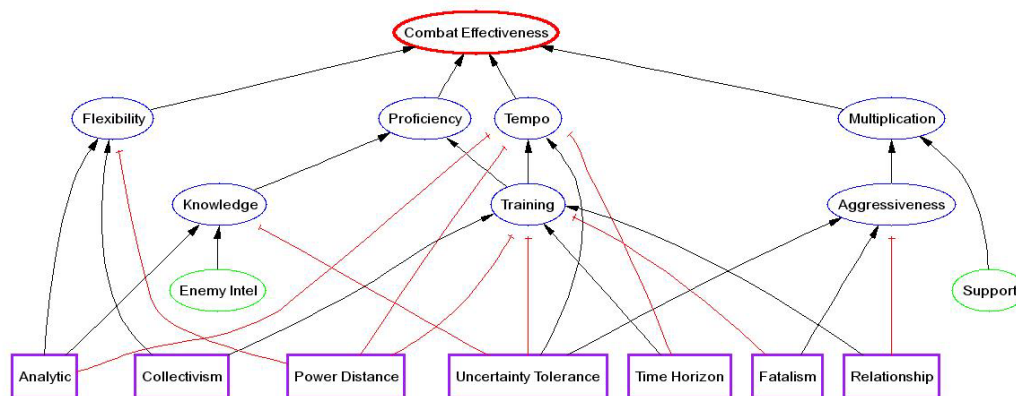 Combat Effectiveness
Flexibility
Proficiency
Tempo
Multiplication
Knowledge
Training
Aggressiveness
Enemy Intel
Support
Analytic
Collectivism
Power Distance
Uncertainty Tolerance
Time Horizon
Fatalism
Relationship